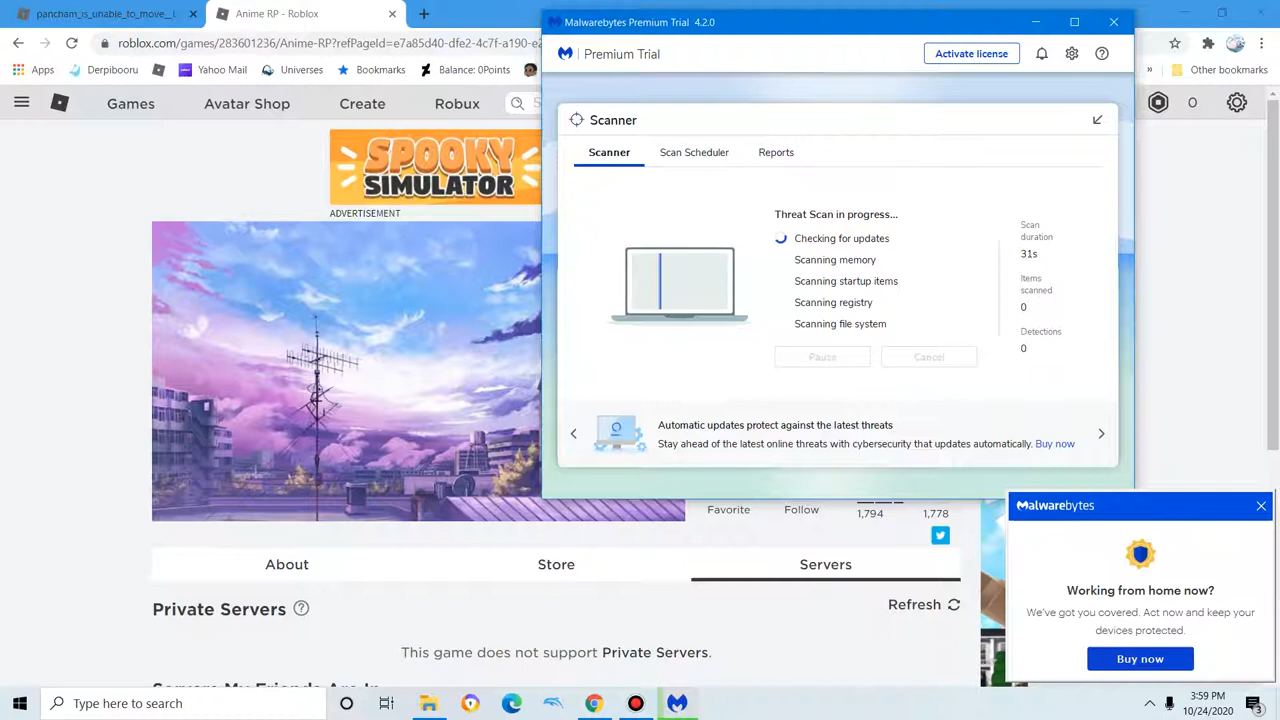 pancham_is_unable_to_move_
Anime RP - Roblox
roblox.com/games/283601236/Anime-RP?refPageId=e7a85d40-dfe2-4c7f-a190-e2
Apps
Derpibooru
Yahoo Mail
Universes
Bookmarks
Balance: 0Points
Other bookmarks
Games
Avatar Shop
Create
Robux
0
SPOOKY
SIMULATOR
ADVERTISEMENT
Malwarebytes Premium Trial 4.2.0
Premium Trial
Activate license
Scanner
Scanner
Scan Scheduler
Reports
Threat Scan in progress...
Checking for updates
Scanning memory
Scanning startup items
Scanning registry
Scanning file system
Pause
Cancel
Scan
duration
31s
Items
scanned
0
Detections
0
Automatic updates protect against the latest threats
Stay ahead of the latest online threats with cybersecurity that updates automatically. Buy now
Favorite
Follow
1,794
1,778
About
Store
Servers
Private Servers
Refresh
This game does not support Private Servers.
Servers My Friends Are In
Malwarebytes
Working from home now?
We've got you covered. Act now and keep your
devices protected.
Buy now
Type here to search
3:59 PM
10/24/2020
3